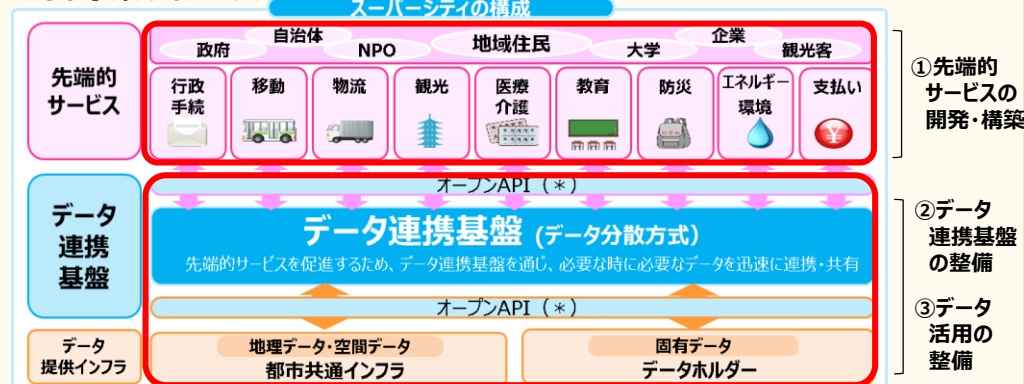 スーパーシティの構成
先端的
サービス
政府
自治体
NPO
地域住民
大学
企業
観光客
行政
手続
移動
物流
観光
医療
介護
教育
防災
エネルギー
環境
支払い
①先端的
サービスの
開発・構築
データ
連携
基盤
オープンAPI（＊）
データ連携基盤 (データ分散方式)
先端的サービスを促進するため、データ連携基盤を通じ、必要な時に必要なデータを迅速に連携・共有
オープンAPI（＊）
②データ
連携基盤
の整備
③データ
活用の
整備
データ
提供インフラ
地理データ・空間データ
都市共通インフラ
固有データ
データホルダー